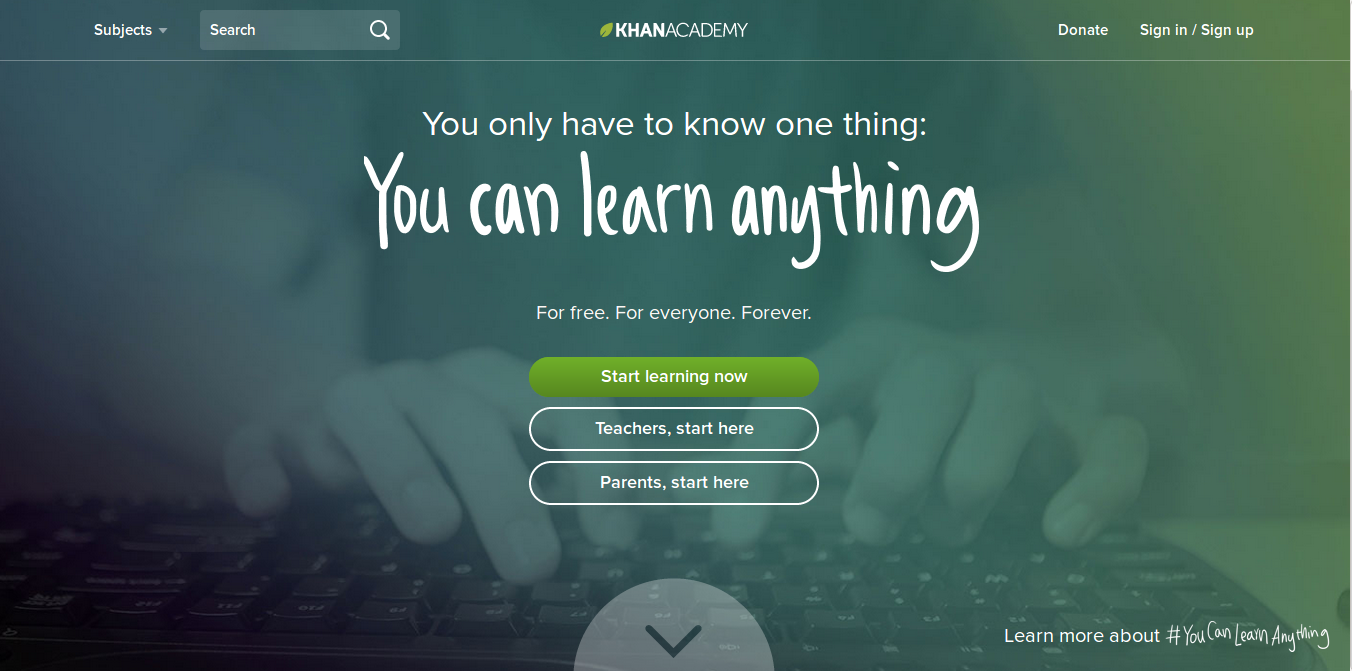 Subjects
Search
KHANACADEMY
Donate
Sign in / Sign up
You only have to know one thing:
You can learn anything
For free. For everyone. Forever.
Start learning now
Teachers, start here
Parents, start here
Learn more about #YouCanLearnAnything